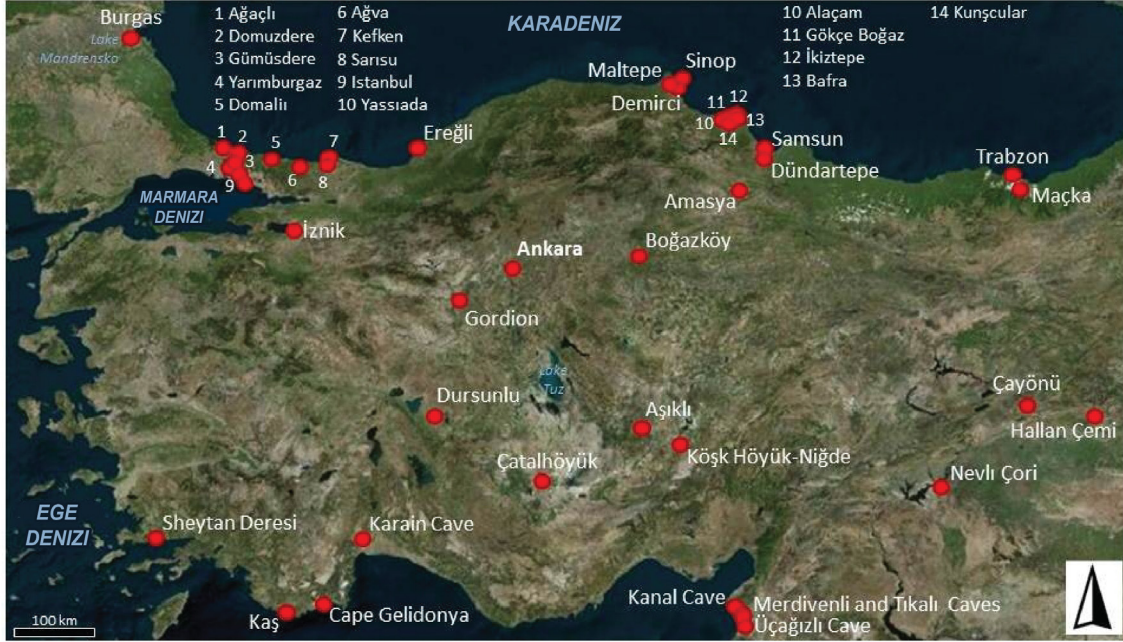 Burgas
Lake
Mandrensko
1 Ağaçlı
2 Domuzdere
3 Gümüsdere
4 Yarımburgaz
5 Domalıı
6 Ağva
7 Kefken
8 Sarısu
9 Istanbul
10 Yassıada
KARADENIZ
10 Alaçam
11 Gökçe Boğaz
12 İkiztepe
13 Bafra
14 Kunşcular
Maltepe
Sinop
Demirci
11
12
10
13
14
1
2
3
4
5
6
7
8
9
Ereğli
Samsun
Dündartepe
Trabzon
Maçka
Amasya
MARMARA
DENIZI
İznik
Ankara
Boğazköy
Gordion
Lake
Tuz
Dursunlu
Aşıklı
Köşk Höyük-Niğde
Çatalhöyük
Çayönü
Hallan Çemi
Nevlı Çori
EGE
DENIZI
Sheytan Deresi
Karain Cave
Kaş
Cape Gelidonya
Kanal Cave
Merdivenli and Tıkalı Caves
Üçağızlı Cave
100 km